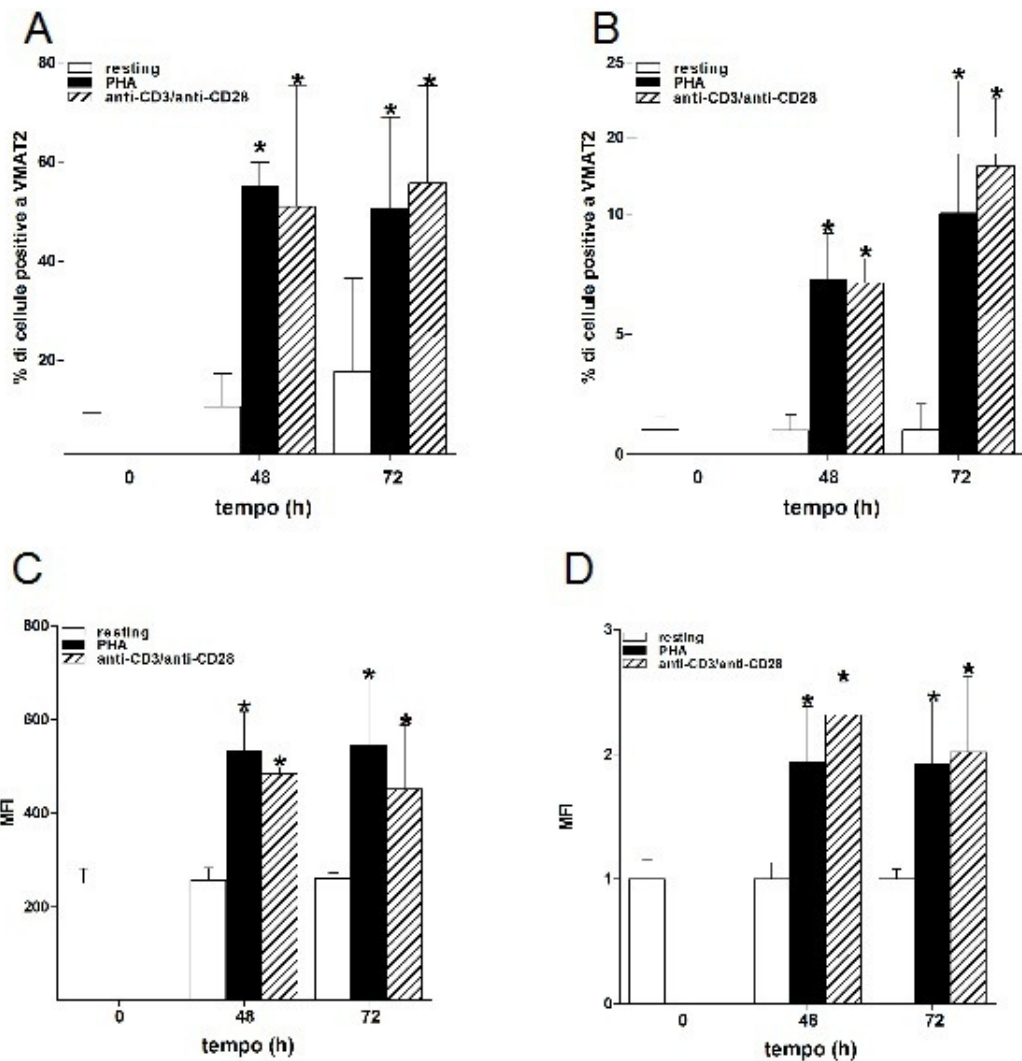 A
80
60
40
20
resting
PHA
anti-CD3/anti-CD28
* * * *
% di cellule positive a VMAT2
0 48 72
tempo (h)
B
25
20
10
5
0
resting
PHA
anti-CD3/anti-CD28
* * * *
% di cellule positive a VMAT2
0 48 72
tempo (h)
C
800
600
400
200
resting
PHA
anti-CD3/anti-CD28
* * * *
MFI
0 48 72
tempo (h)
D
3
2
1
0
resting
PHA
anti-CD3/anti-CD28
* * * *
MFI
0 48 72
tempo (h)